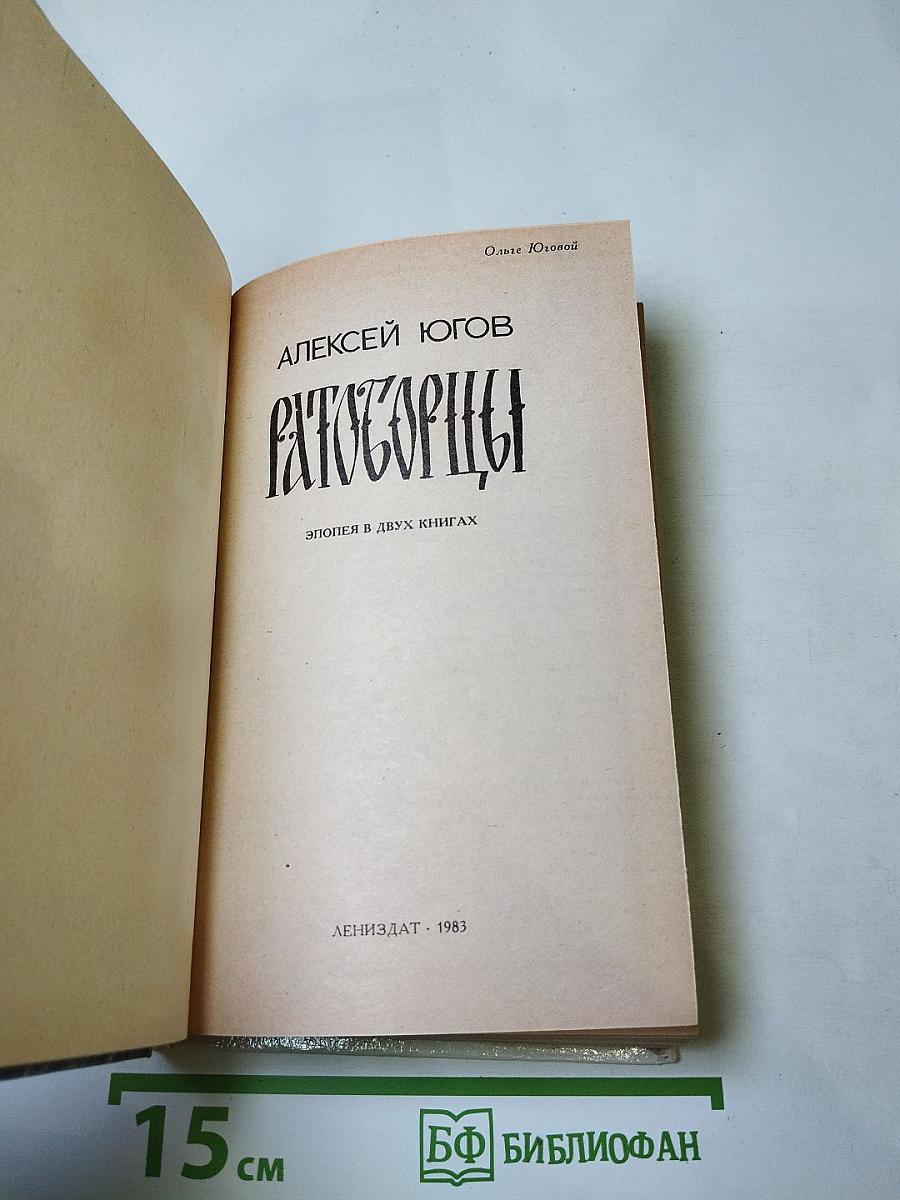 Ольге Юговой
АЛЕКСЕЙ ЮГОВ
РАТОБОРЦЫ
ЭПОПЕЯ В ДВУХ КНИГАХ
ЛЕНИЗДАТ · 1983
15 см
БФ БИБЛИОФАН